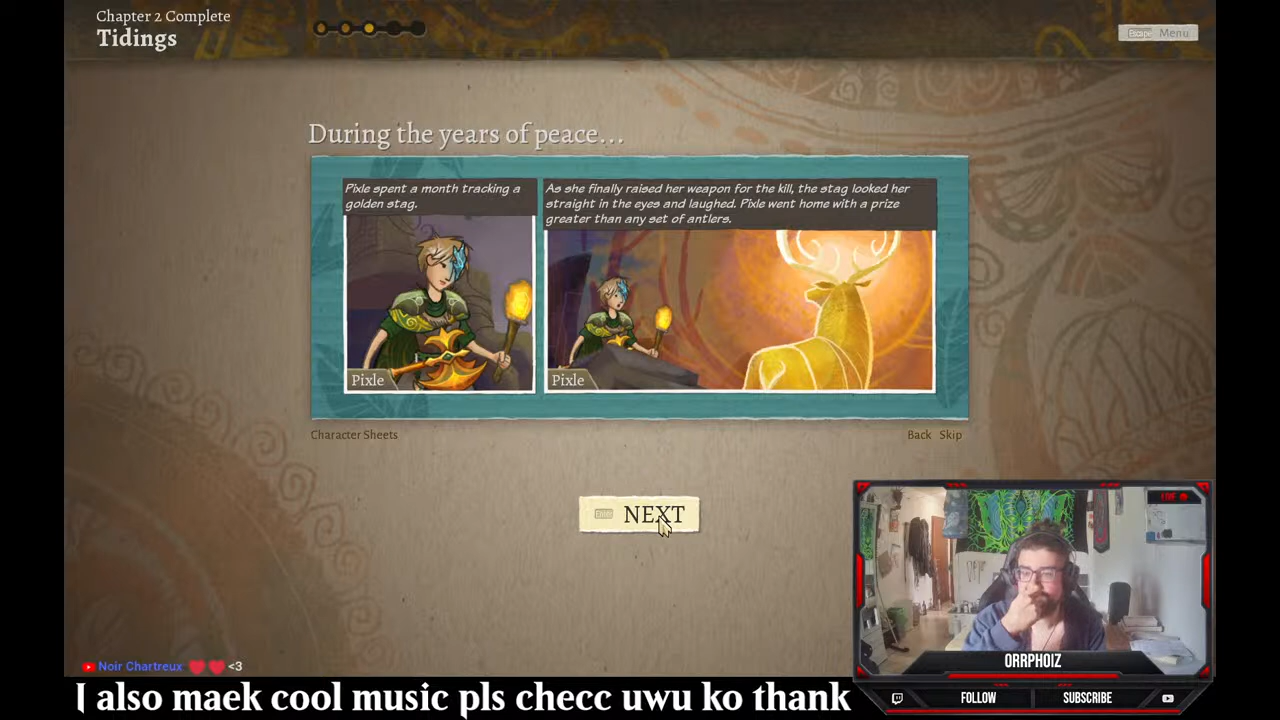 Chapter 2 Complete
Tidings
Escape Menu
During the years of peace...
Pixle spent a month tracking a
golden stag.
As she finally raised her weapon for the kill, the stag looked her
straight in the eyes and laughed. Pixle went home with a prize
greater than any set of antlers.
Pixle
Pixle
Character Sheets
Back Skip
NEXT
LIVE
Noir Chartreux <3
ORRPHOIZ
I also maek cool music pls checc uwu ko thank
FOLLOW
SUBSCRIBE